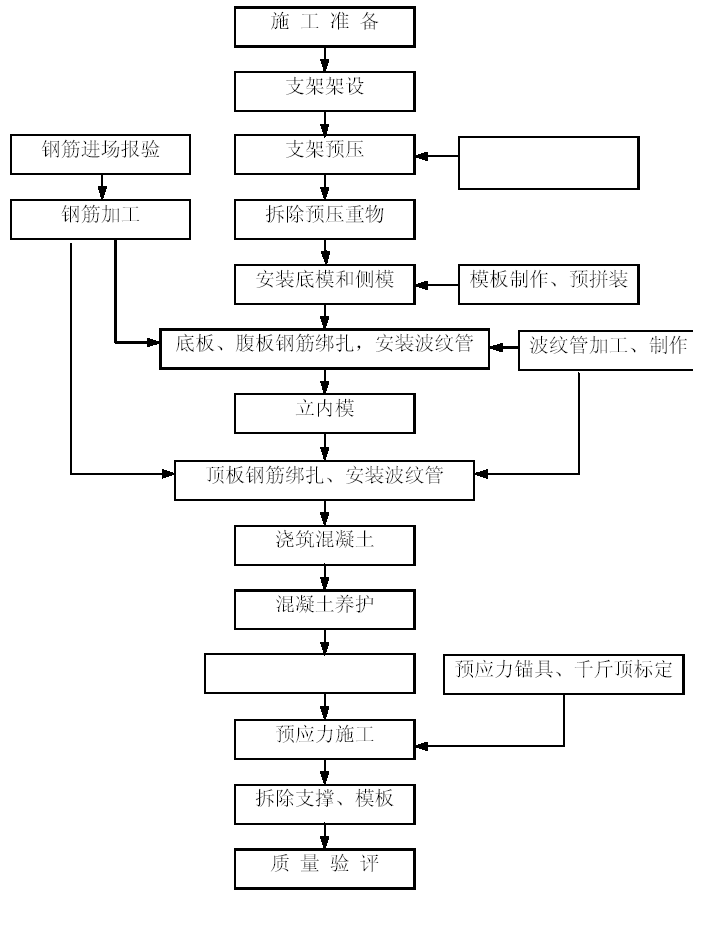 施 工 准 备
支架架设
钢筋进场报验
支架预压
钢筋加工
拆除预压重物
安装底模和侧模
模板制作、预拼装
底板、腹板钢筋绑扎，安装波纹管
波纹管加工、制作
立内模
顶板钢筋绑扎、安装波纹管
浇筑混凝土
混凝土养护
预应力锚具、千斤顶标定
预应力施工
拆除支撑、模板
质 量 验 评